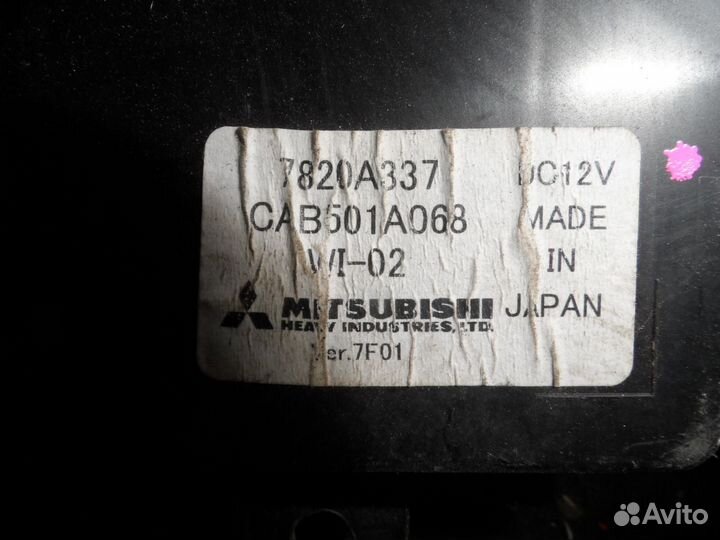 7820A337 DC12V
CAB501A068 MADE
WI-02 IN
MITSUBISHI JAPAN
HEAVY INDUSTRIES, LTD.
Ver.7F01
Avito